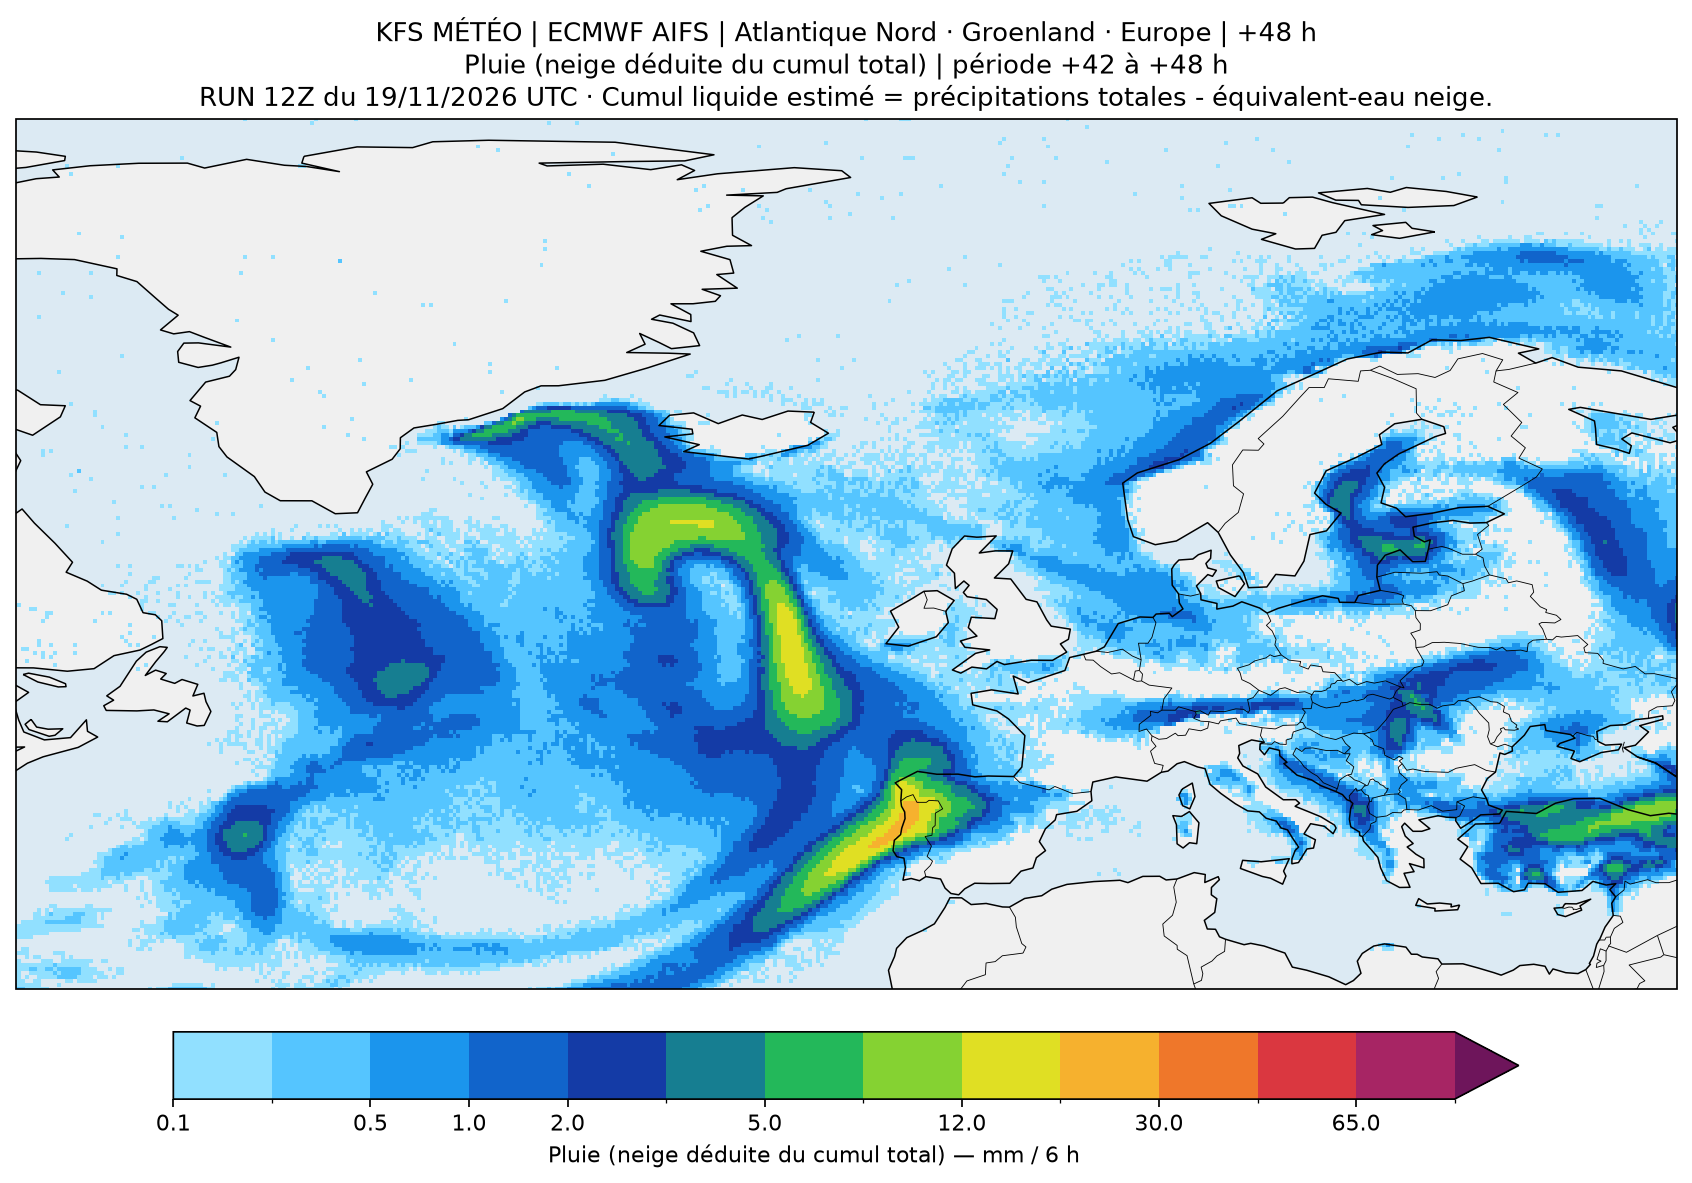 KFS MÉTÉO | ECMWF AIFS | Atlantique Nord · Groenland · Europe | +48 h
Pluie (neige déduite du cumul total) | période +42 à +48 h
RUN 12Z du 19/11/2026 UTC · Cumul liquide estimé = précipitations totales - équivalent-eau neige.
0.1 0.5 1.0 2.0 5.0 12.0 30.0 65.0
Pluie (neige déduite du cumul total) — mm / 6 h